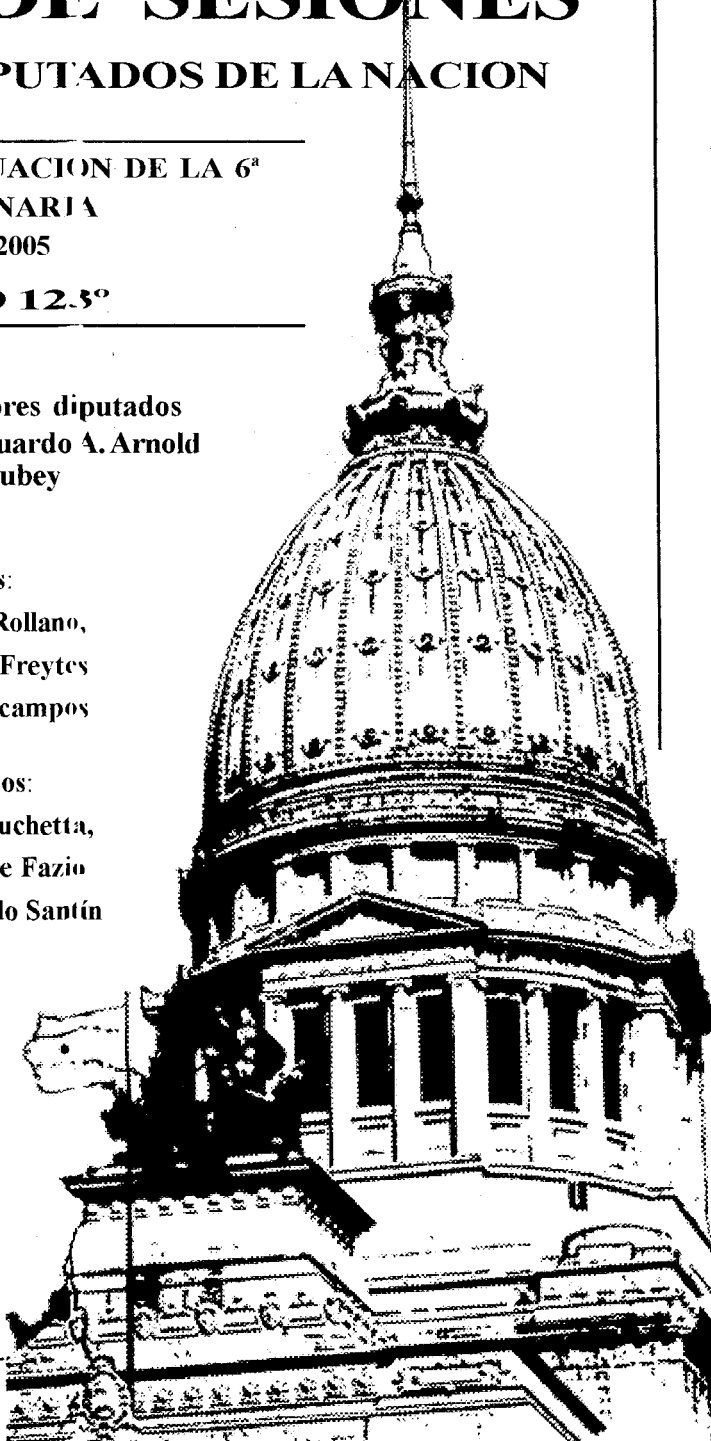 DE SESIONES
PUTADOS DE LA NACION
UACION DE LA 6ª
NARIA
2005
O 123º
ores diputados
uardo A. Arnold
ubey
s:
Rollano,
Freytes
campos
os:
uchetta,
e Fazio
do Santín